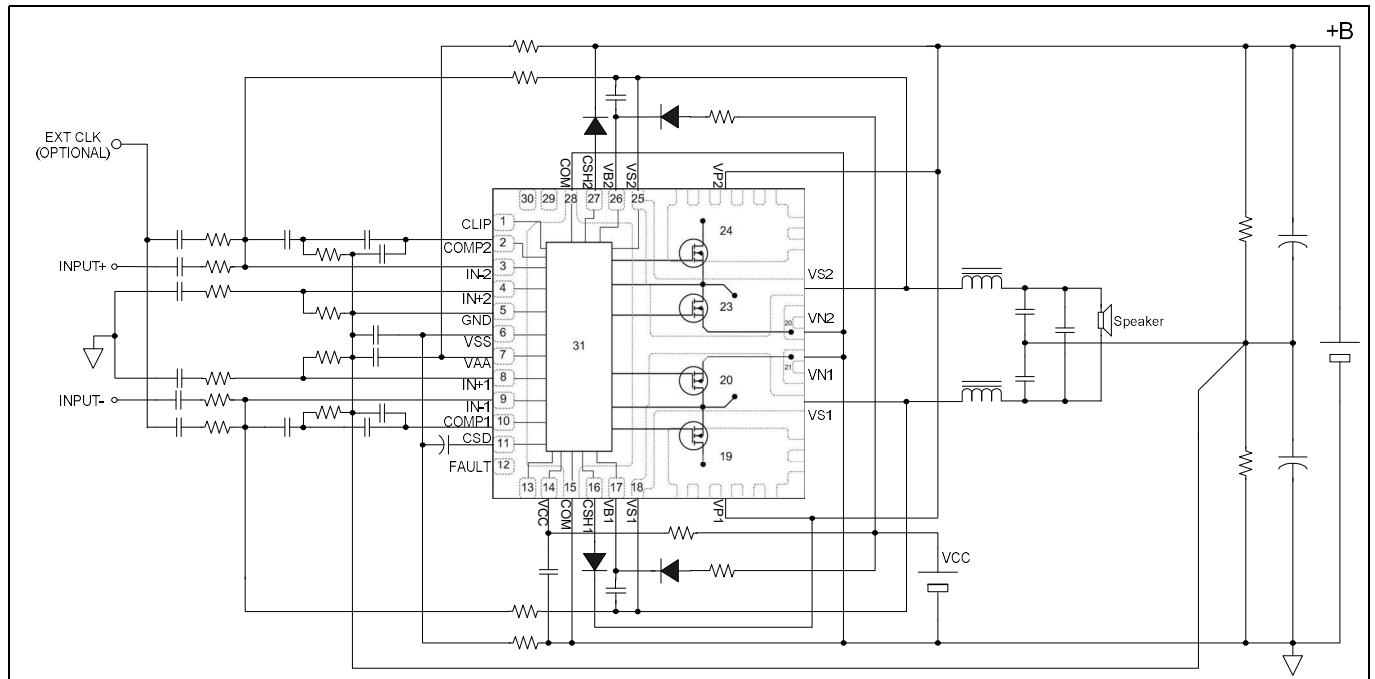 +B
EXT CLK
(OPTIONAL)
COM
CSH2
VB2
VS2
VP2
30
29
28
27
26
25
CLIP
1
COMP2
2
INPUT+
IN-2
3
IN+2
4
GND
5
VSS
6
VAA
7
IN+1
8
INPUT-
IN-1
9
COMP1
10
CSD
11
FAULT
12
31
24
23
20
19
VS2
VN2
20
21
VN1
VS1
Speaker
13
14
15
16
17
18
VCC
COM
CSH1
VB1
VS1
VP1
VCC